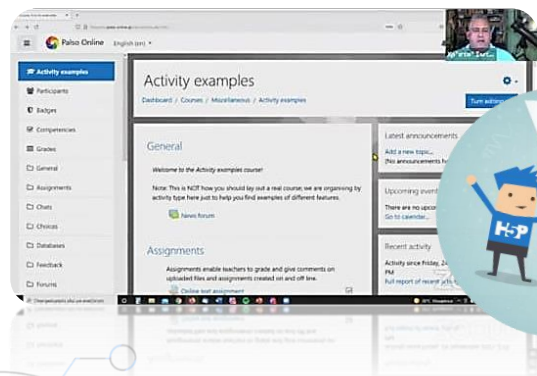 Palso Online English (en)
Activity examples
Participants
Badges
Competencies
Grades
General
Assignments
Chats
Choices
Databases
Feedback
Forums
Activity examples
Dashboard / Courses / Miscellaneous / Activity examples
Turn editing
General
Welcome to the Activity examples course!
Note: This is NOT how you should lay out a real course; we are organising by
activity type here just to help you find examples of different features.
News forum
Assignments
Assignments enable teachers to grade and give comments on
uploaded files and assignments created on and off line.
Online text assignment
Latest announcements
Add a new topic...
(No announcements
Upcoming
There are no
Go to calendar...
Recent activity
Activity since Friday, 24
PM
Full report of recent
H5P